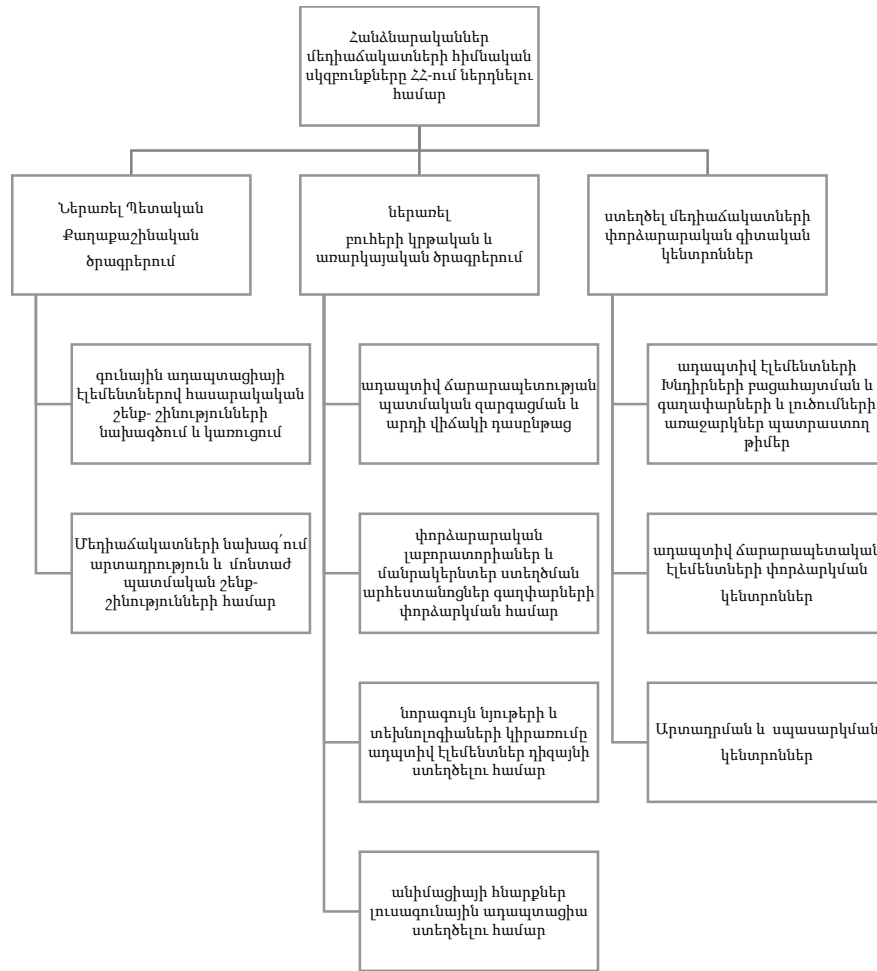 Հանձնարականներ
մեդիաճակատների հիմնական
սկզբունքները ՀՀ-ում ներդնելու
համար
Ներառել Պետական
Քաղաքաշինական
ծրագրերում
գունային ադապտացիայի
էլեմենտներով հասարակական
շենք- շինությունների
նախագծում և կառուցում
Մեդիաճակատների նախագ՛ում
արտադրություն և մոնտաժ
պատմական շենք-
շինությունների համար
ներառել
բուհերի կրթական և
առարկայական ծրագրերում
ադապտիվ ճարարապետության
պատմական զարգացման և
արդի վիճակի դասընթաց
փորձարարական
լաբորատորիաներ և
մանրակերնտեր ստեղծման
արհեստանոցներ գաղփարների
փորձարկման համար
նորագույն նյութերի և
տեխնոլոգիաների կիրառումը
ադպտիվ էլեմենտներ դիզայնի
ստեղծելու համար
անիմացիայի հնարքներ
լուսագունային ադապտացիա
ստեղծելու համար
ստեղծել մեդիաճակատների
փորձարարական գիտական
կենտրոններ
ադապտիվ էլեմենտների
Խնդիրների բացահայտման և
գաղափարների և լուծումների
առաջարկներ պատրաստող
թիմեր
ադապտիվ ճարարապետական
էլեմենտների փորձարկման
կենտրոններ
Արտադրման և սպասարկման
կենտրոններ